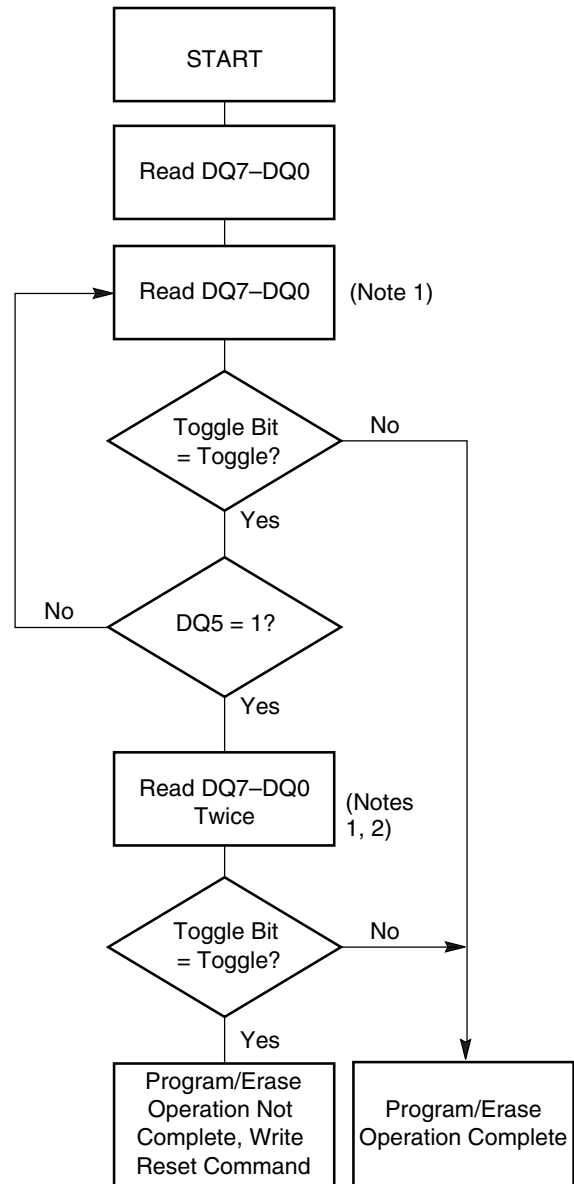 START
Read DQ7–DQ0
Read DQ7–DQ0
(Note 1)
Toggle Bit
= Toggle?
No
Yes
DQ5 = 1?
No
Yes
Read DQ7–DQ0
Twice
(Notes
1, 2)
Toggle Bit
= Toggle?
No
Yes
Program/Erase
Operation Not
Complete, Write
Reset Command
Program/Erase
Operation Complete